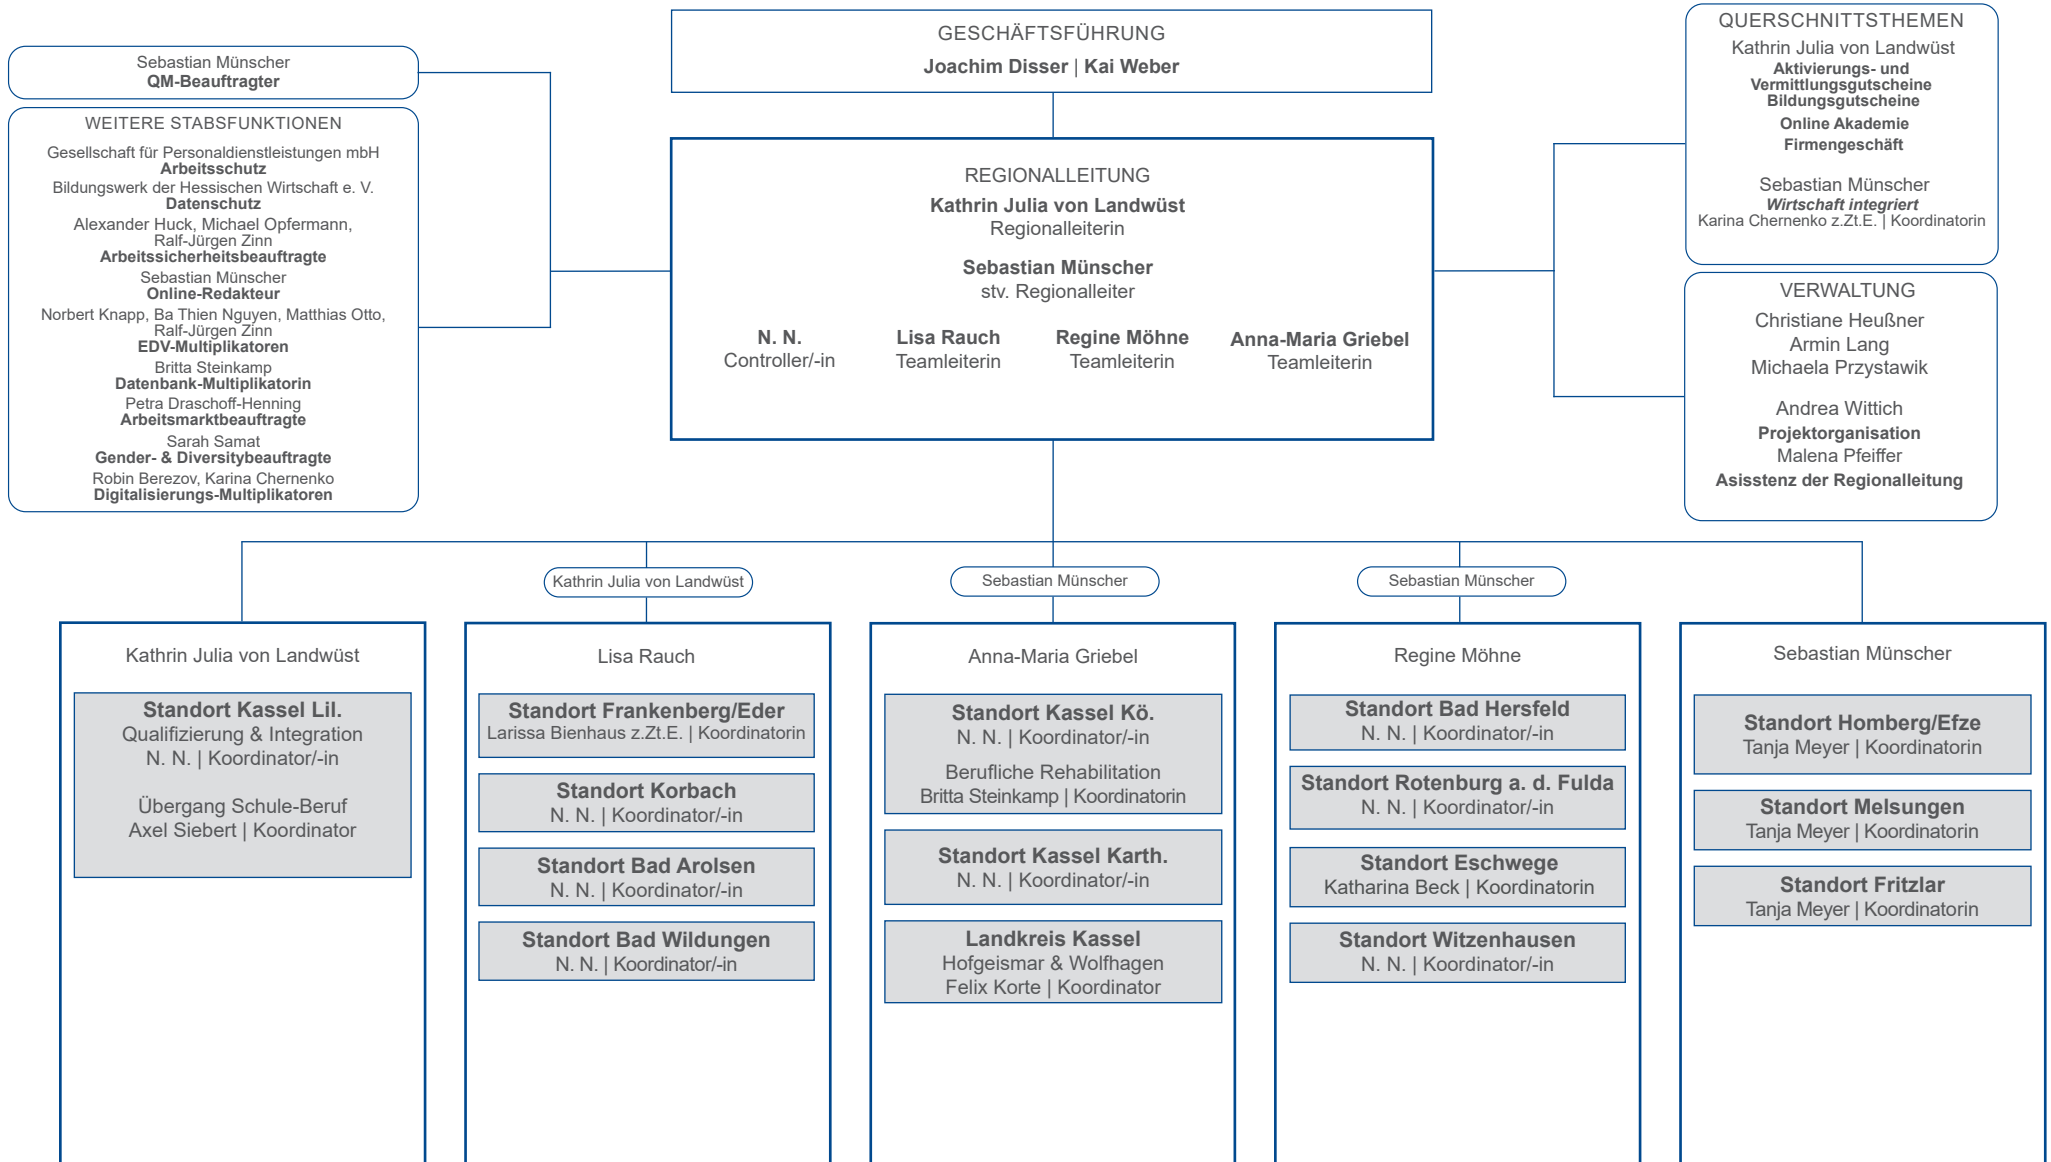 GESCHÄFTSFÜHRUNG
Joachim Disser | Kai Weber
Sebastian Münscher
QM-Beauftragter
WEITERE STABSFUNKTIONEN
Gesellschaft für Personaldienstleistungen mbH
Arbeitsschutz
Bildungswerk der Hessischen Wirtschaft e. V.
Datenschutz
Alexander Huck, Michael Opfermann,
Ralf-Jürgen Zinn
Arbeitssicherheitsbeauftragte
Sebastian Münscher
Online-Redakteur
Norbert Knapp, Ba Thien Nguyen, Matthias Otto,
Ralf-Jürgen Zinn
EDV-Multiplikatoren
Britta Steinkamp
Datenbank-Multiplikatorin
Petra Draschoff-Henning
Arbeitsmarktbeauftragte
Sarah Samat
Gender- & Diversitybeauftragte
Robin Berezov, Karina Chernenko
Digitalisierungs-Multiplikatoren
REGIONALLEITUNG
Kathrin Julia von Landwüst
Regionalleiterin
Sebastian Münscher
stv. Regionalleiter
N. N.
Controller/-in
Lisa Rauch
Teamleiterin
Regine Möhne
Teamleiterin
Anna-Maria Griebel
Teamleiterin
QUERSCHNITTSTHEMEN
Kathrin Julia von Landwüst
Aktivierungs- und
Vermittlungsgutscheine
Bildungsgutscheine
Online Akademie
Firmengeschäft
Sebastian Münscher
Wirtschaft integriert
Karina Chernenko z.Zt.E. | Koordinatorin
VERWALTUNG
Christiane Heußner
Armin Lang
Michaela Przystawik
Andrea Wittich
Projektorganisation
Malena Pfeiffer
Asisstenz der Regionalleitung
Kathrin Julia von Landwüst
Sebastian Münscher
Sebastian Münscher
Kathrin Julia von Landwüst
Standort Kassel Lil.
Qualifizierung & Integration
N. N. | Koordinator/-in
Übergang Schule-Beruf
Axel Siebert | Koordinator
Lisa Rauch
Standort Frankenberg/Eder
Larissa Bienhaus z.Zt.E. | Koordinatorin
Standort Korbach
N. N. | Koordinator/-in
Standort Bad Arolsen
N. N. | Koordinator/-in
Standort Bad Wildungen
N. N. | Koordinator/-in
Anna-Maria Griebel
Standort Kassel Kö.
N. N. | Koordinator/-in
Berufliche Rehabilitation
Britta Steinkamp | Koordinatorin
Standort Kassel Karth.
N. N. | Koordinator/-in
Landkreis Kassel
Hofgeismar & Wolfhagen
Felix Korte | Koordinator
Regine Möhne
Standort Bad Hersfeld
N. N. | Koordinator/-in
Standort Rotenburg a. d. Fulda
N. N. | Koordinator/-in
Standort Eschwege
Katharina Beck | Koordinatorin
Standort Witzenhausen
N. N. | Koordinator/-in
Sebastian Münscher
Standort Homberg/Efze
Tanja Meyer | Koordinatorin
Standort Melsungen
Tanja Meyer | Koordinatorin
Standort Fritzlar
Tanja Meyer | Koordinatorin